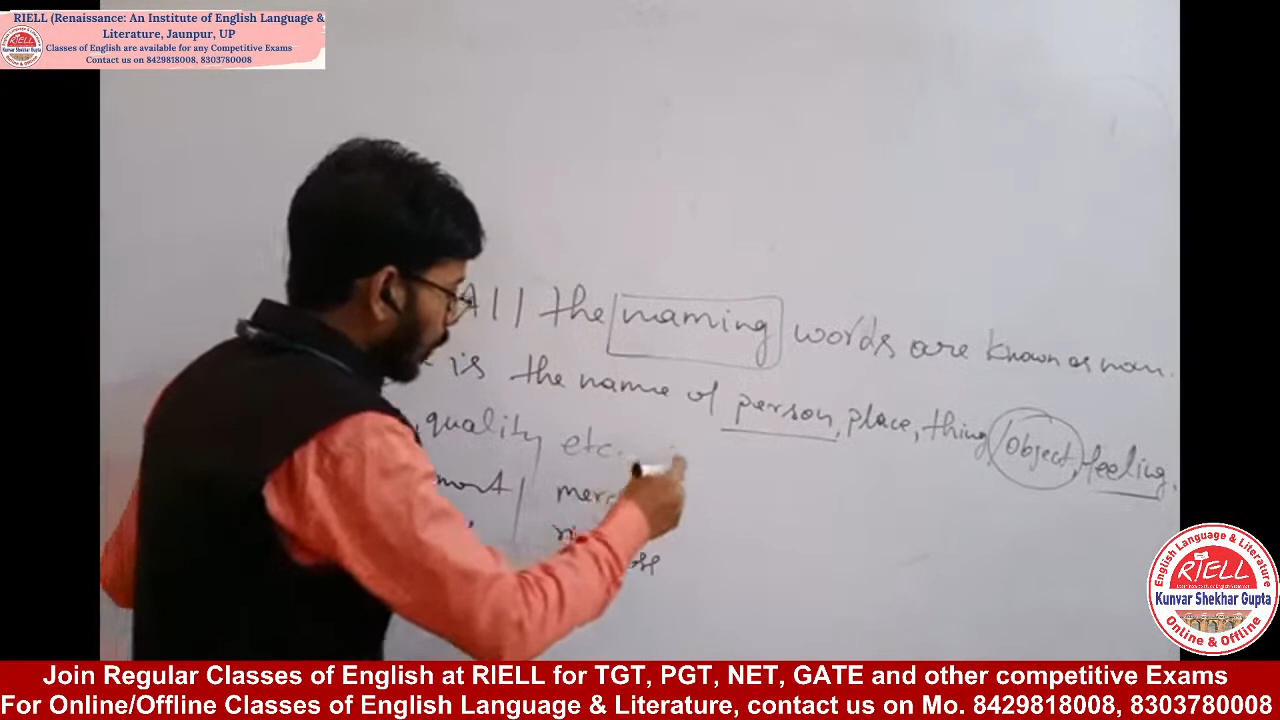 RIELL (Renaissance: An Institute of English Language &
Literature, Jaunpur, UP
Classes of English are available for any Competitive Exams
Contact us on 8429818008, 8303780008
All the naming words are known as noun.
is the name of person, place, thing, object, feeling,
quality etc.
English Language & Literature
RIELL
Kunvar Shekhar Gupta
Online & Offline
Join Regular Classes of English at RIELL for TGT, PGT, NET, GATE and other competitive Exams
For Online/Offline Classes of English Language & Literature, contact us on Mo. 8429818008, 8303780008